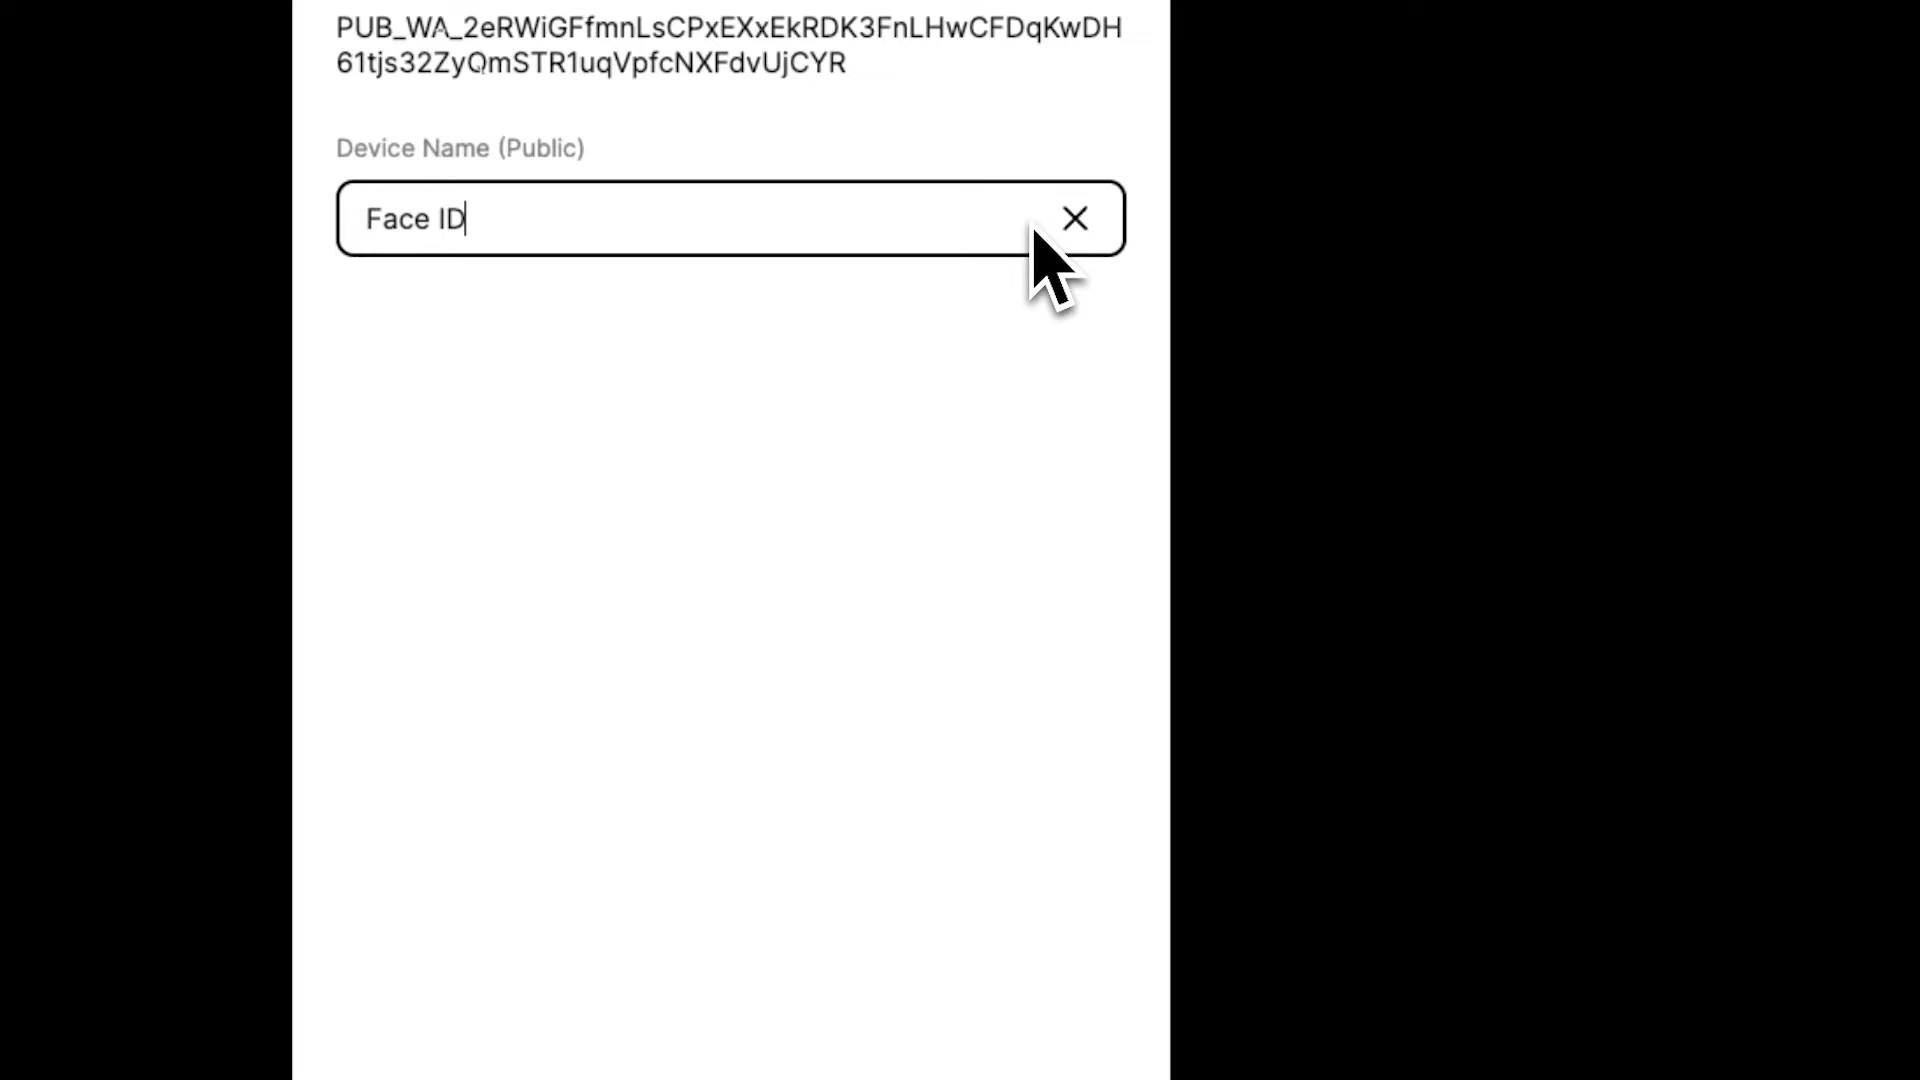 PUB_WA_2eRWiGFfmnLsCPxEXxEkRDK3FnLHwCFDqKwDH
61tjs32ZyQmSTR1uqVpfcNXFdvUjCYR
Device Name (Public)
Face ID